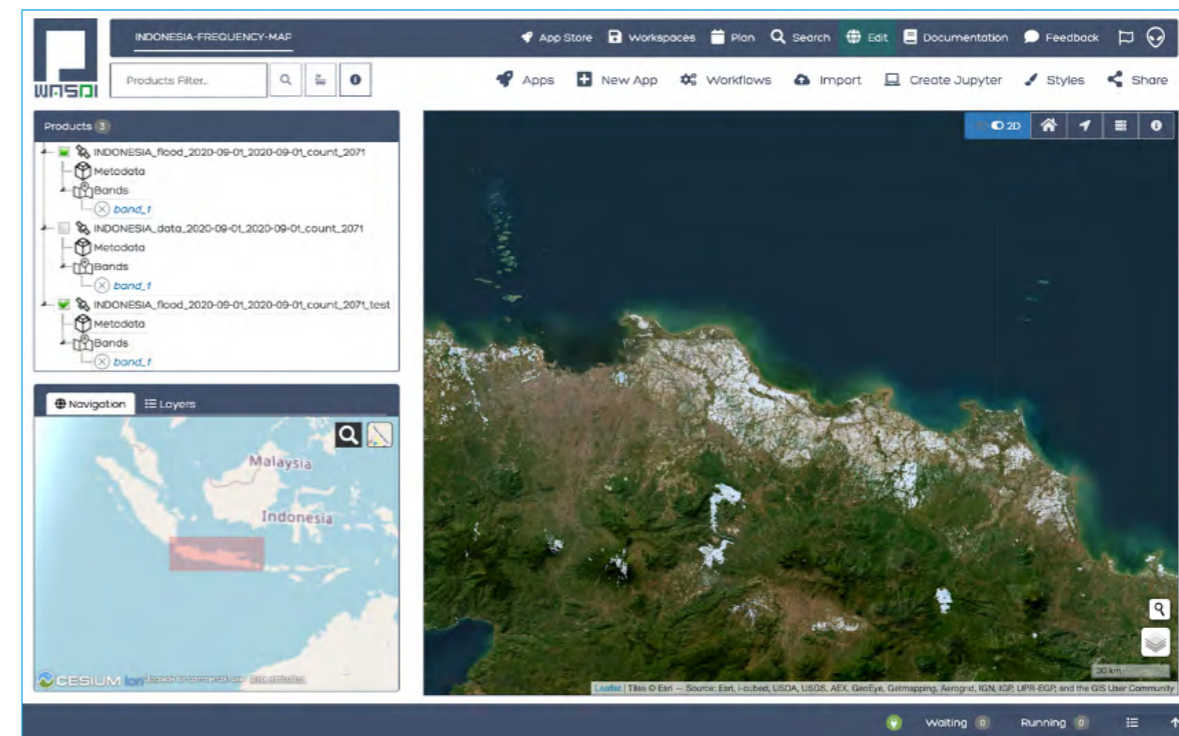 INDONESIA-FREQUENCY-MAP
App Store Workspaces Plan Search Edit Documentation Feedback
WASDI
Products Filter..
Apps New App Workflows Import Create Jupyter Styles Share
Products 3
INDONESIA_flood_2020-09-01_2020-09-01_count_2071
Metadata
Bands
band_1
INDONESIA_data_2020-09-01_2020-09-01_count_2071
Metadata
Bands
band_1
INDONESIA_flood_2020-09-01_2020-09-01_count_2071_test
Metadata
Bands
band_1
2D
Navigation Layers
Malaysia
Indonesia
CESIUM ion
30 km
Leaflet | Tiles © Esri — Source: Esri, i-cubed, USDA, USGS, AEX, GeoEye, Getmapping, Aerogrid, IGN, IGP, UPR-EGP, and the GIS User Community
Waiting 0 Running 0